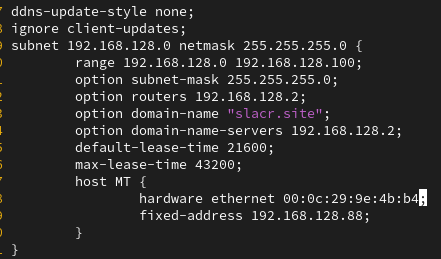 ddns-update-style none;
ignore client-updates;
subnet 192.168.128.0 netmask 255.255.255.0 {
range 192.168.128.0 192.168.128.100;
option subnet-mask 255.255.255.0;
option routers 192.168.128.2;
option domain-name "slacr.site";
option domain-name-servers 192.168.128.2;
default-lease-time 21600;
max-lease-time 43200;
host MT {
hardware ethernet 00:0c:29:9e:4b:b4;
fixed-address 192.168.128.88;
}
}